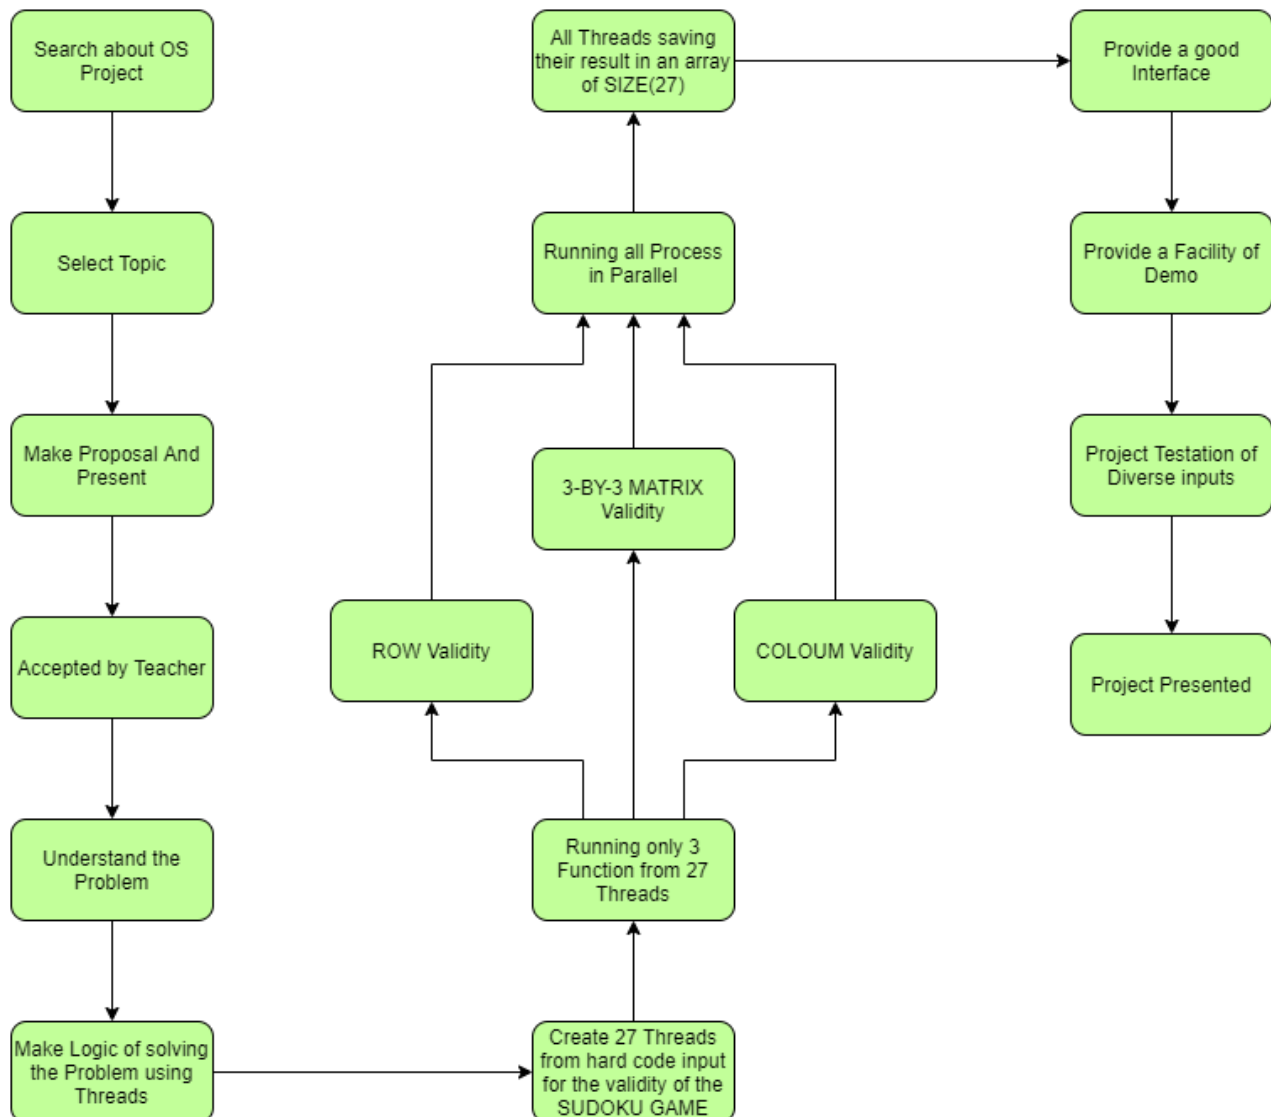 Search about OS
Project
Select Topic
Make Proposal And
Present
Accepted by Teacher
Understand the
Problem
Make Logic of solving
the Problem using
Threads
Create 27 Threads
from hard code input
for the validity of the
SUDOKU GAME
Running only 3
Function from 27
Threads
ROW Validity
3-BY-3 MATRIX
Validity
COLOUM Validity
Running all Process
in Parallel
All Threads saving
their result in an array
of SIZE(27)
Provide a good
Interface
Provide a Facility of
Demo
Project Testation of
Diverse inputs
Project Presented